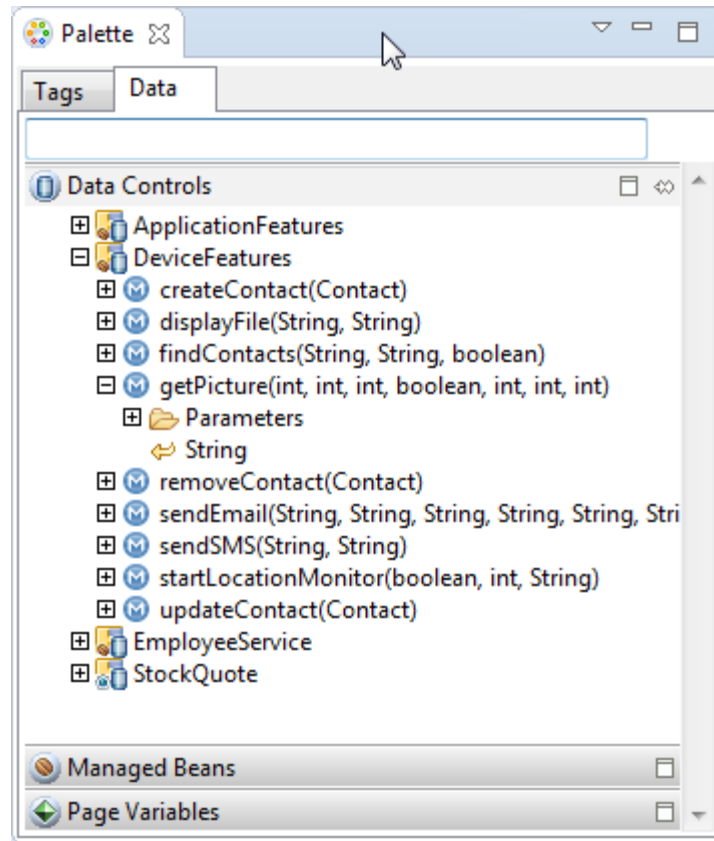 Palette
Tags Data
Data Controls
ApplicationFeatures
DeviceFeatures
createContact(Contact)
displayFile(String, String)
findContacts(String, String, boolean)
getPicture(int, int, int, boolean, int, int, int)
Parameters
String
removeContact(Contact)
sendEmail(String, String, String, String, String, Stri
sendSMS(String, String)
startLocationMonitor(boolean, int, String)
updateContact(Contact)
EmployeeService
StockQuote
Managed Beans
Page Variables